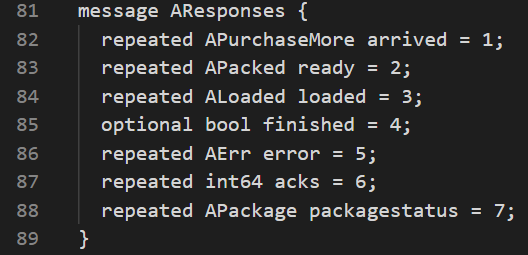 81 message AResponses {
82 repeated APurchaseMore arrived = 1;
83 repeated APacked ready = 2;
84 repeated ALoaded loaded = 3;
85 optional bool finished = 4;
86 repeated AErr error = 5;
87 repeated int64 acks = 6;
88 repeated APackage packagestatus = 7;
89 }